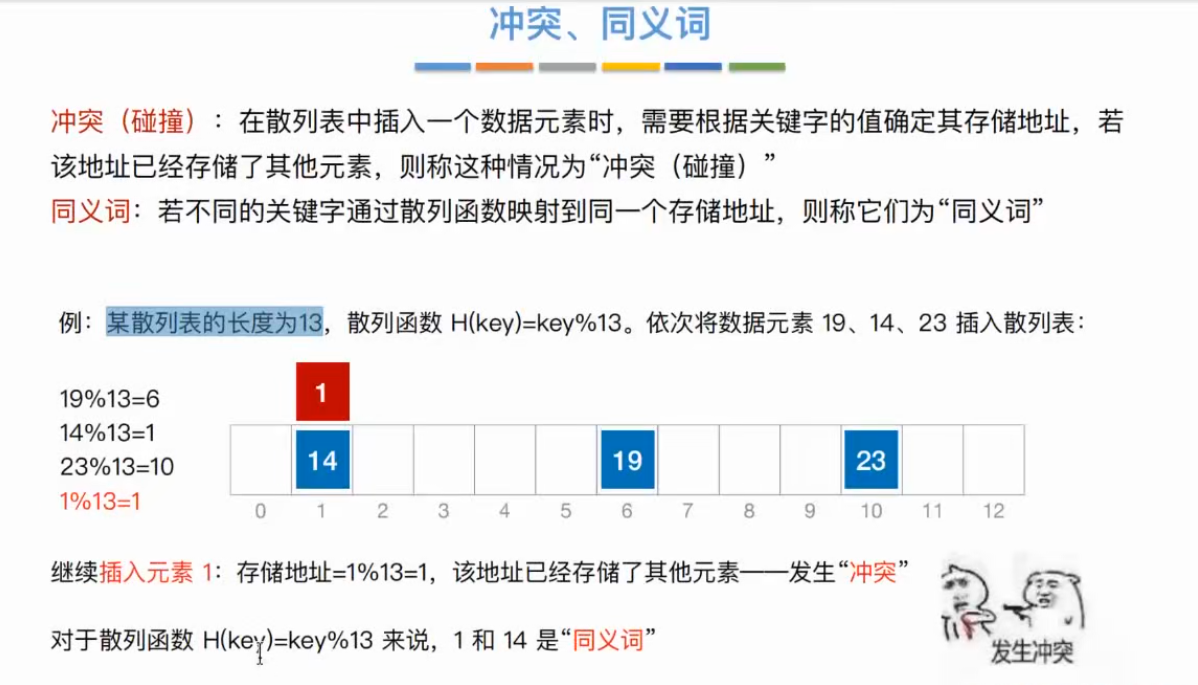 冲突、同义词
冲突（碰撞）：在散列表中插入一个数据元素时，需要根据关键字的值确定其存储地址，若
该地址已经存储了其他元素，则称这种情况为“冲突（碰撞）”
同义词：若不同的关键字通过散列函数映射到同一个存储地址，则称它们为“同义词”
例：某散列表的长度为13，散列函数 H(key)=key%13。依次将数据元素 19、14、23 插入散列表：
19%13=6
14%13=1
23%13=10
1%13=1
1
14 19 23
0 1 2 3 4 5 6 7 8 9 10 11 12
继续插入元素 1：存储地址=1%13=1，该地址已经存储了其他元素——发生“冲突”
对于散列函数 H(key)=key%13 来说，1 和 14 是“同义词”
发生冲突